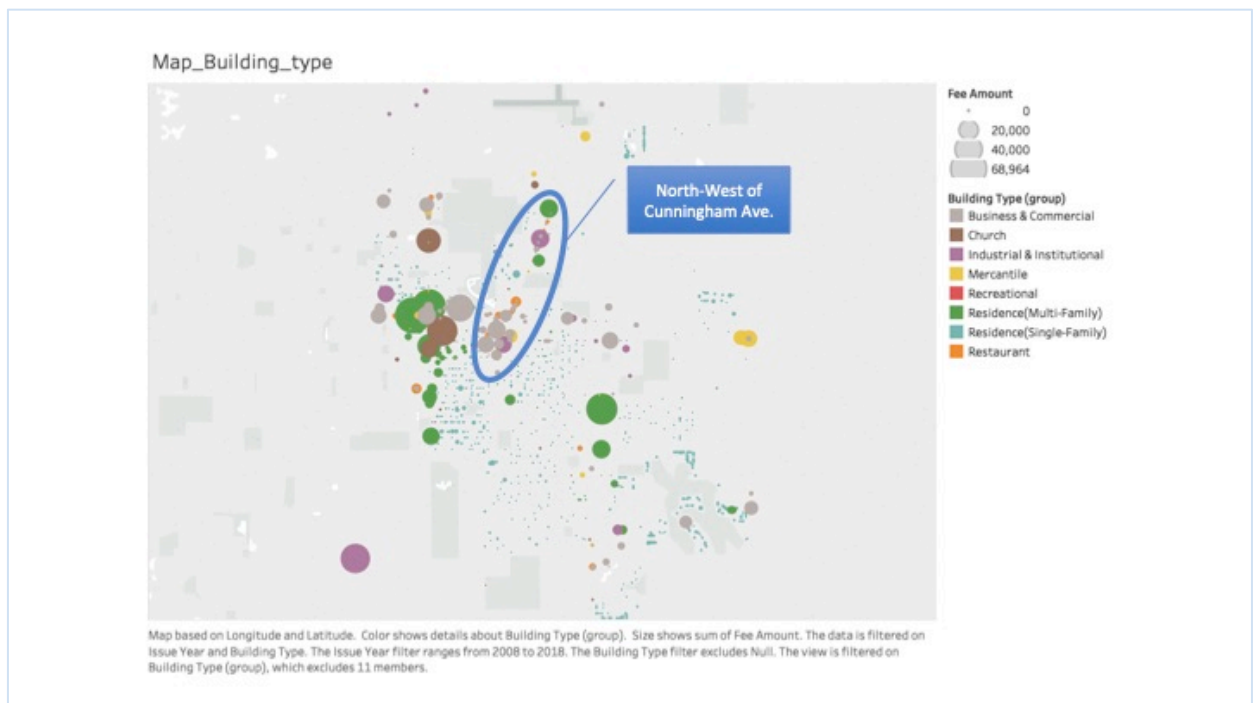 Map_Building_type
North-West of
Cunningham Ave.
Fee Amount
0
20,000
40,000
68,964
Building Type (group)
Business & Commercial
Church
Industrial & Institutional
Mercantile
Recreational
Residence(Multi-Family)
Residence(Single-Family)
Restaurant
Map based on Longitude and Latitude. Color shows details about Building Type (group). Size shows sum of Fee Amount. The data is filtered on
Issue Year and Building Type. The Issue Year filter ranges from 2008 to 2018. The Building Type filter excludes Null. The view is filtered on
Building Type (group), which excludes 11 members.